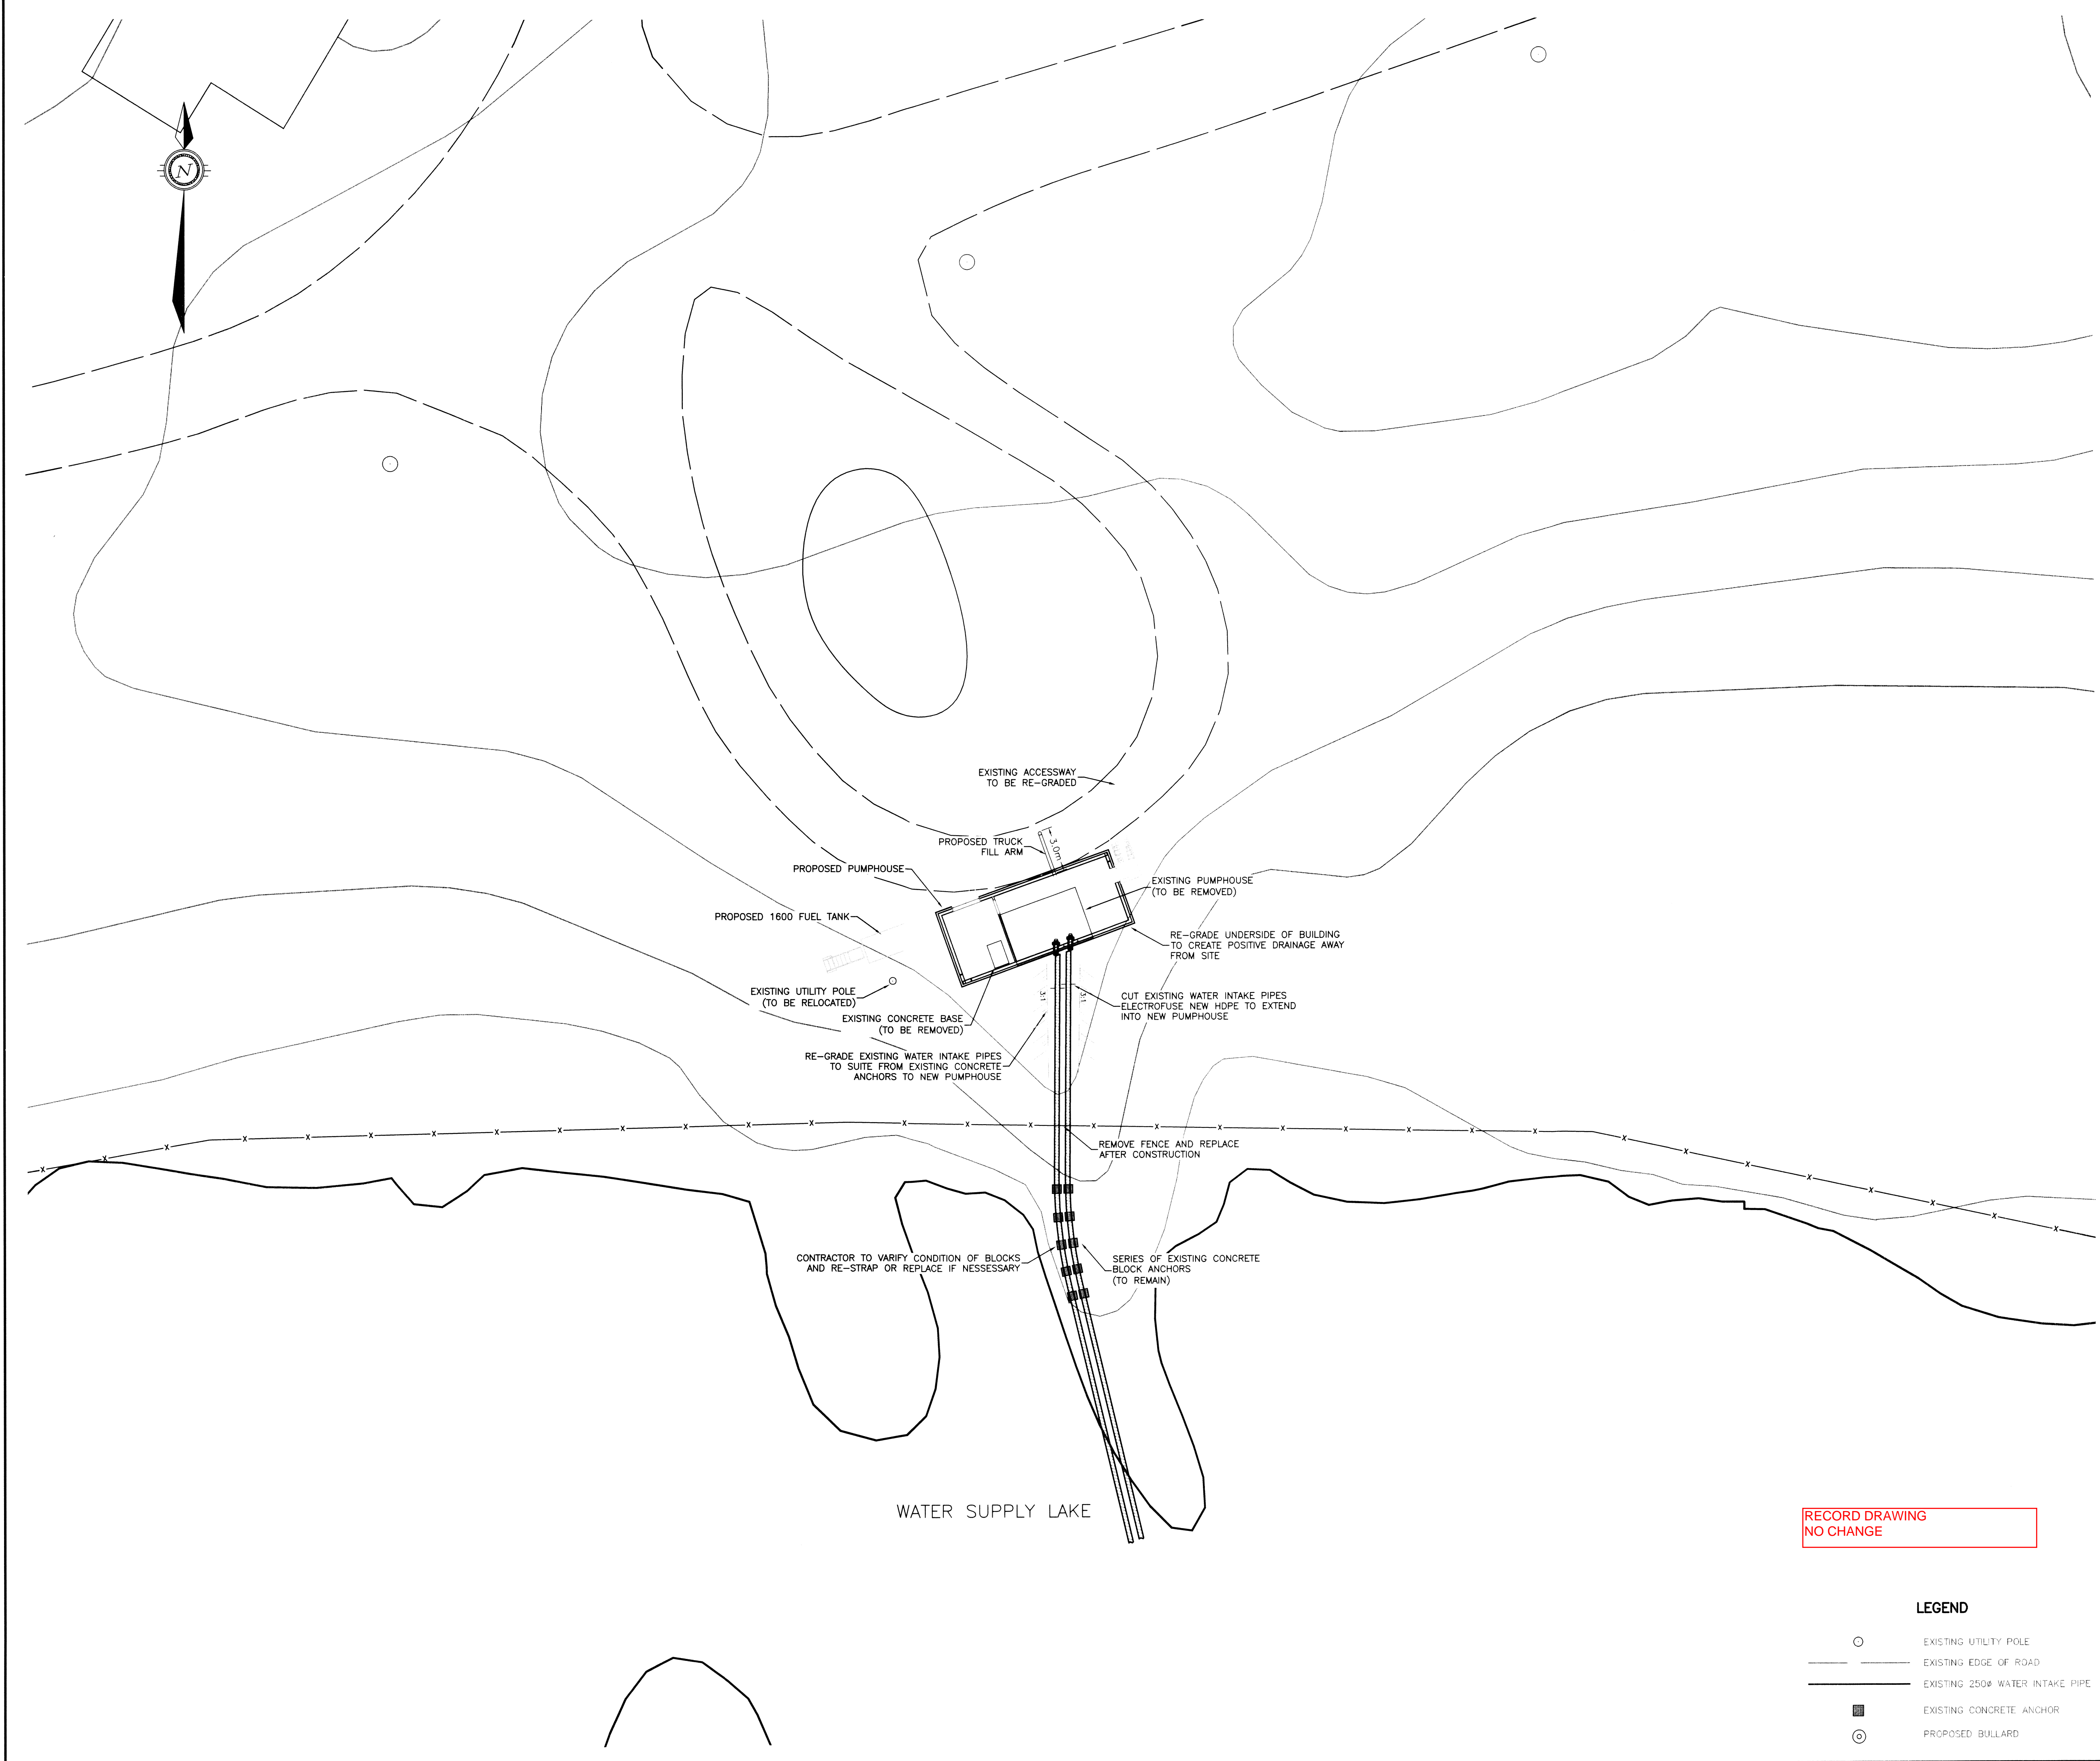 N
EXISTING ACCESSWAY
TO BE RE-GRADED
PROPOSED TRUCK
FILL ARM
3.0m
PROPOSED PUMPHOUSE
EXISTING PUMPHOUSE
(TO BE REMOVED)
PROPOSED 1600 FUEL TANK
RE-GRADE UNDERSIDE OF BUILDING
TO CREATE POSITIVE DRAINAGE AWAY
FROM SITE
EXISTING UTILITY POLE
(TO BE RELOCATED)
3:1
3:1
CUT EXISTING WATER INTAKE PIPES
ELECTROFUSE NEW HDPE TO EXTEND
INTO NEW PUMPHOUSE
EXISTING CONCRETE BASE
(TO BE REMOVED)
RE-GRADE EXISTING WATER INTAKE PIPES
TO SUITE FROM EXISTING CONCRETE
ANCHORS TO NEW PUMPHOUSE
REMOVE FENCE AND REPLACE
AFTER CONSTRUCTION
CONTRACTOR TO VARIFY CONDITION OF BLOCKS
AND RE-STRAP OR REPLACE IF NESSESSARY
SERIES OF EXISTING CONCRETE
BLOCK ANCHORS
(TO REMAIN)
WATER SUPPLY LAKE
RECORD DRAWING
NO CHANGE
LEGEND
EXISTING UTILITY POLE
EXISTING EDGE OF ROAD
EXISTING 250ø WATER INTAKE PIPE
EXISTING CONCRETE ANCHOR
PROPOSED BULLARD